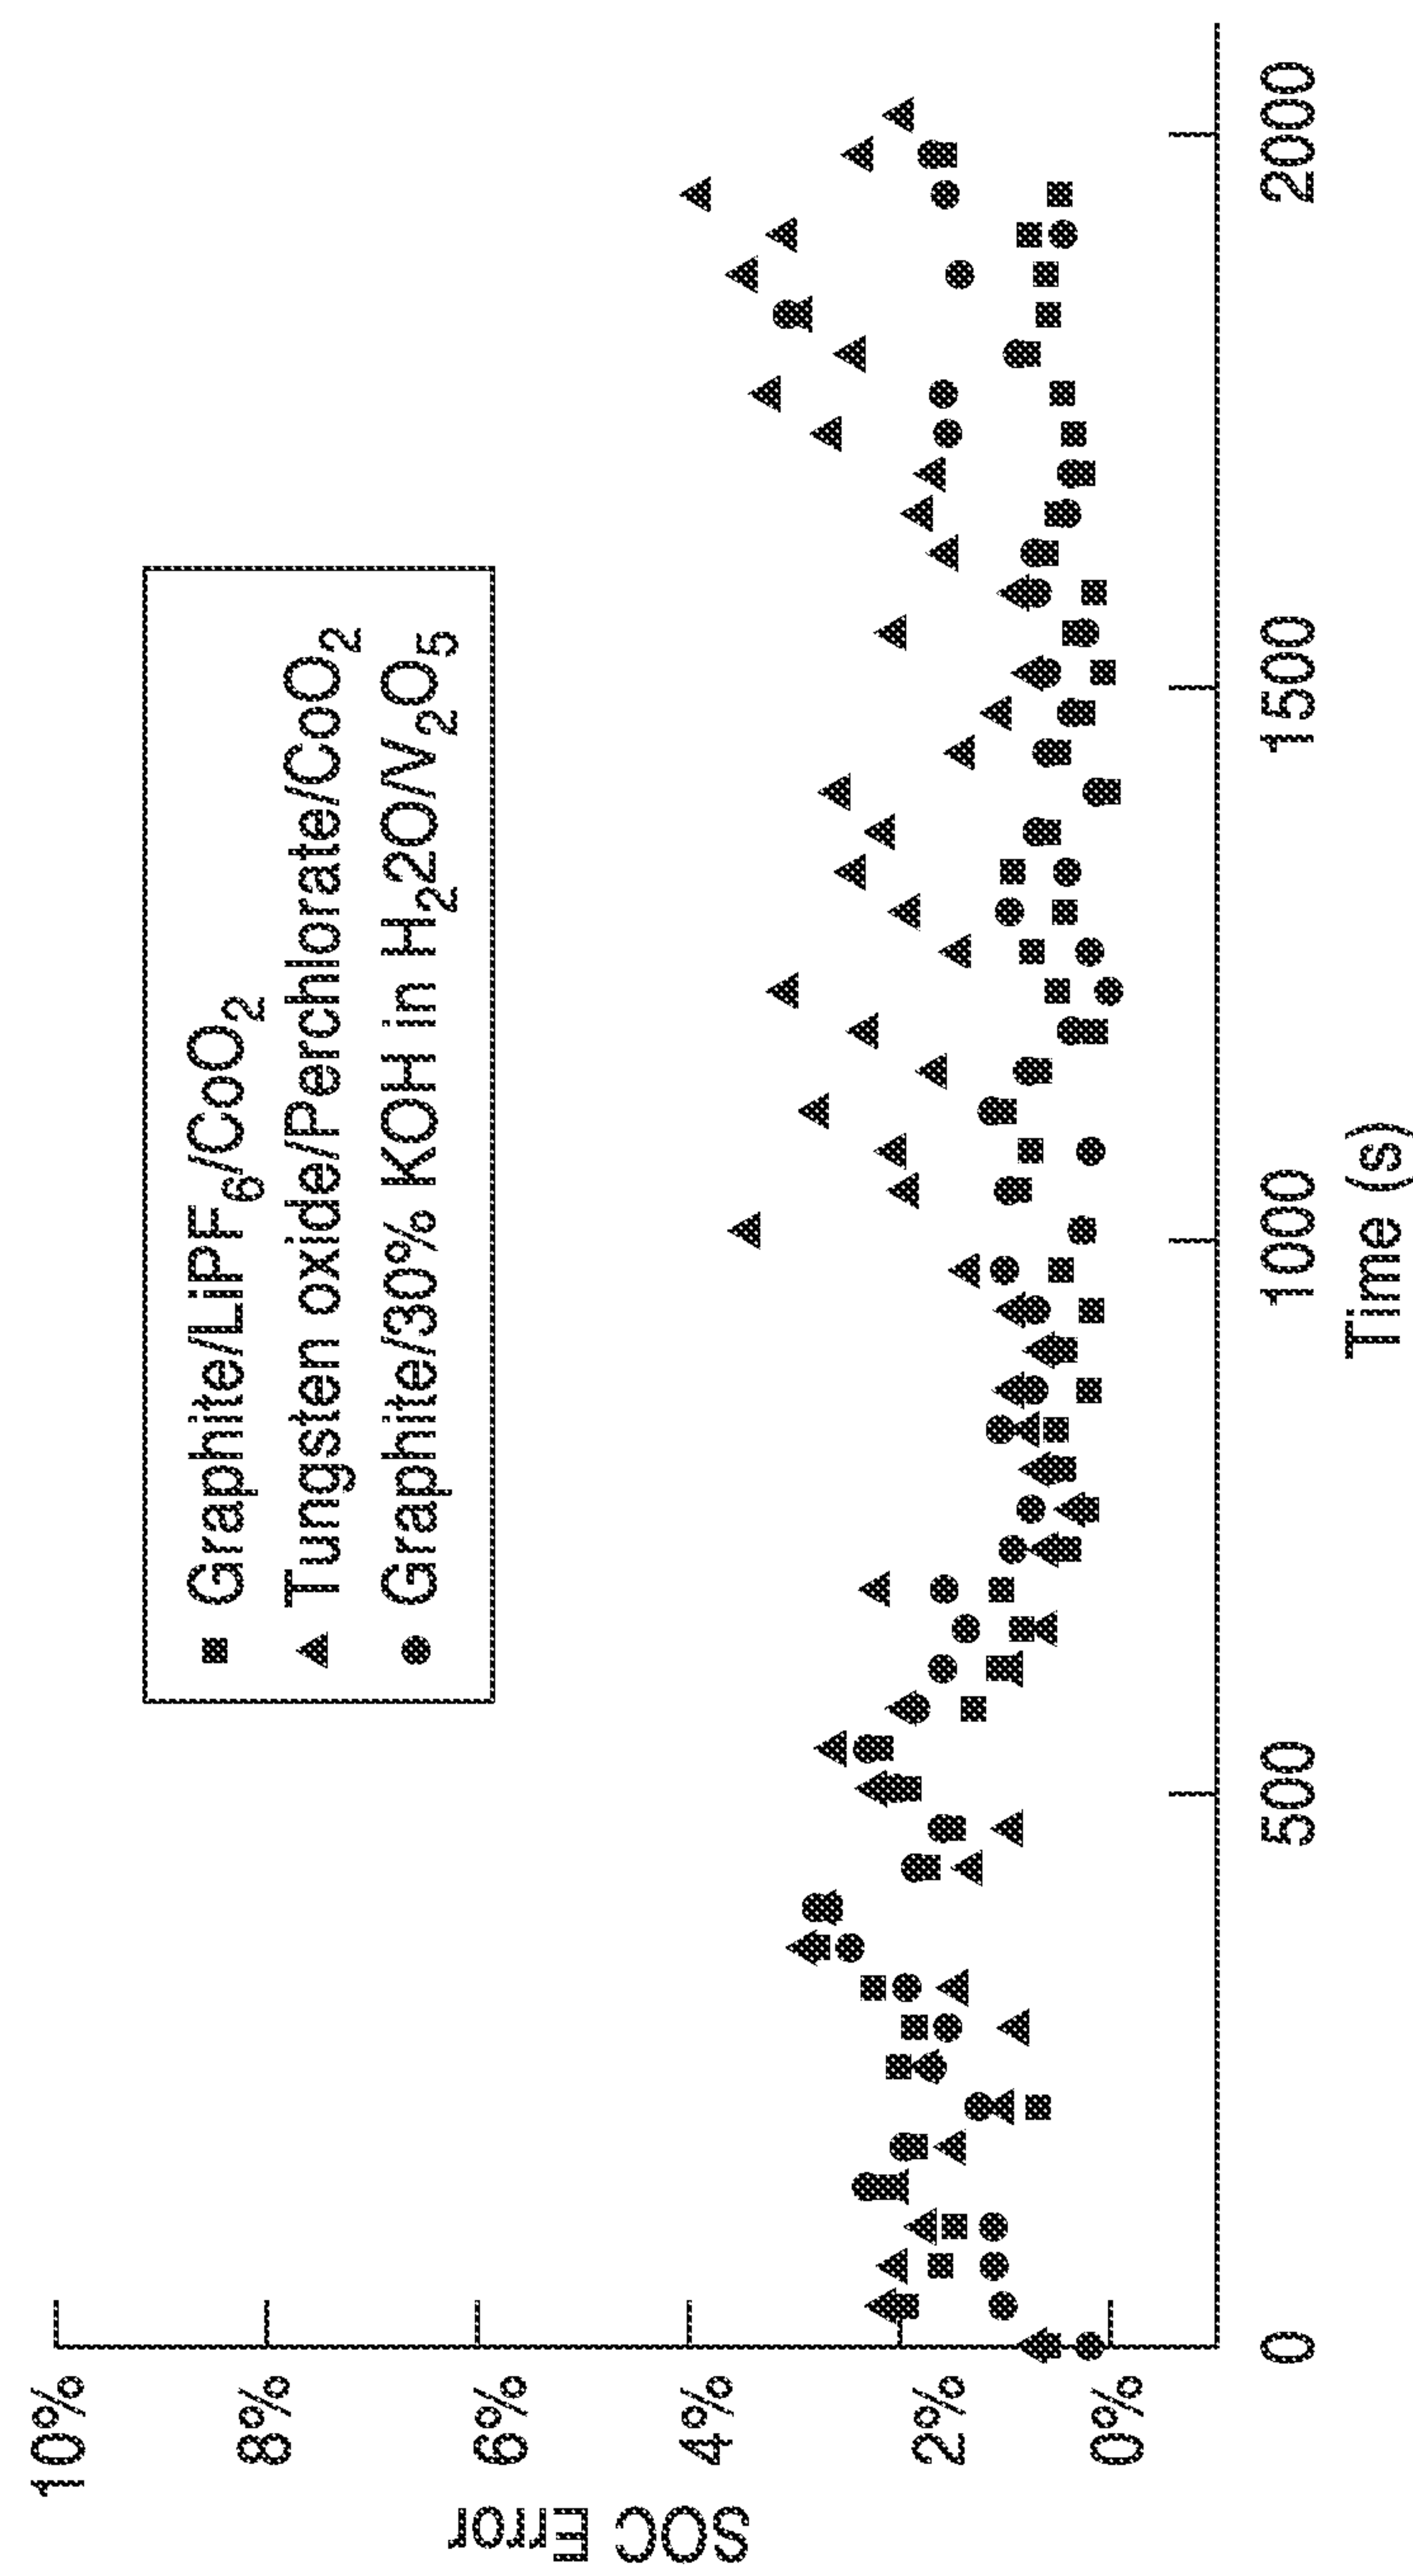 SOC Error
10%
8%
6%
4%
2%
0%
Graphite/LiPF6/CoO2
Tungsten oxide/Perchlorate/CoO2
Graphite/30% KOH in H22O/V2O5
0
500
1000
1500
2000
Time (s)